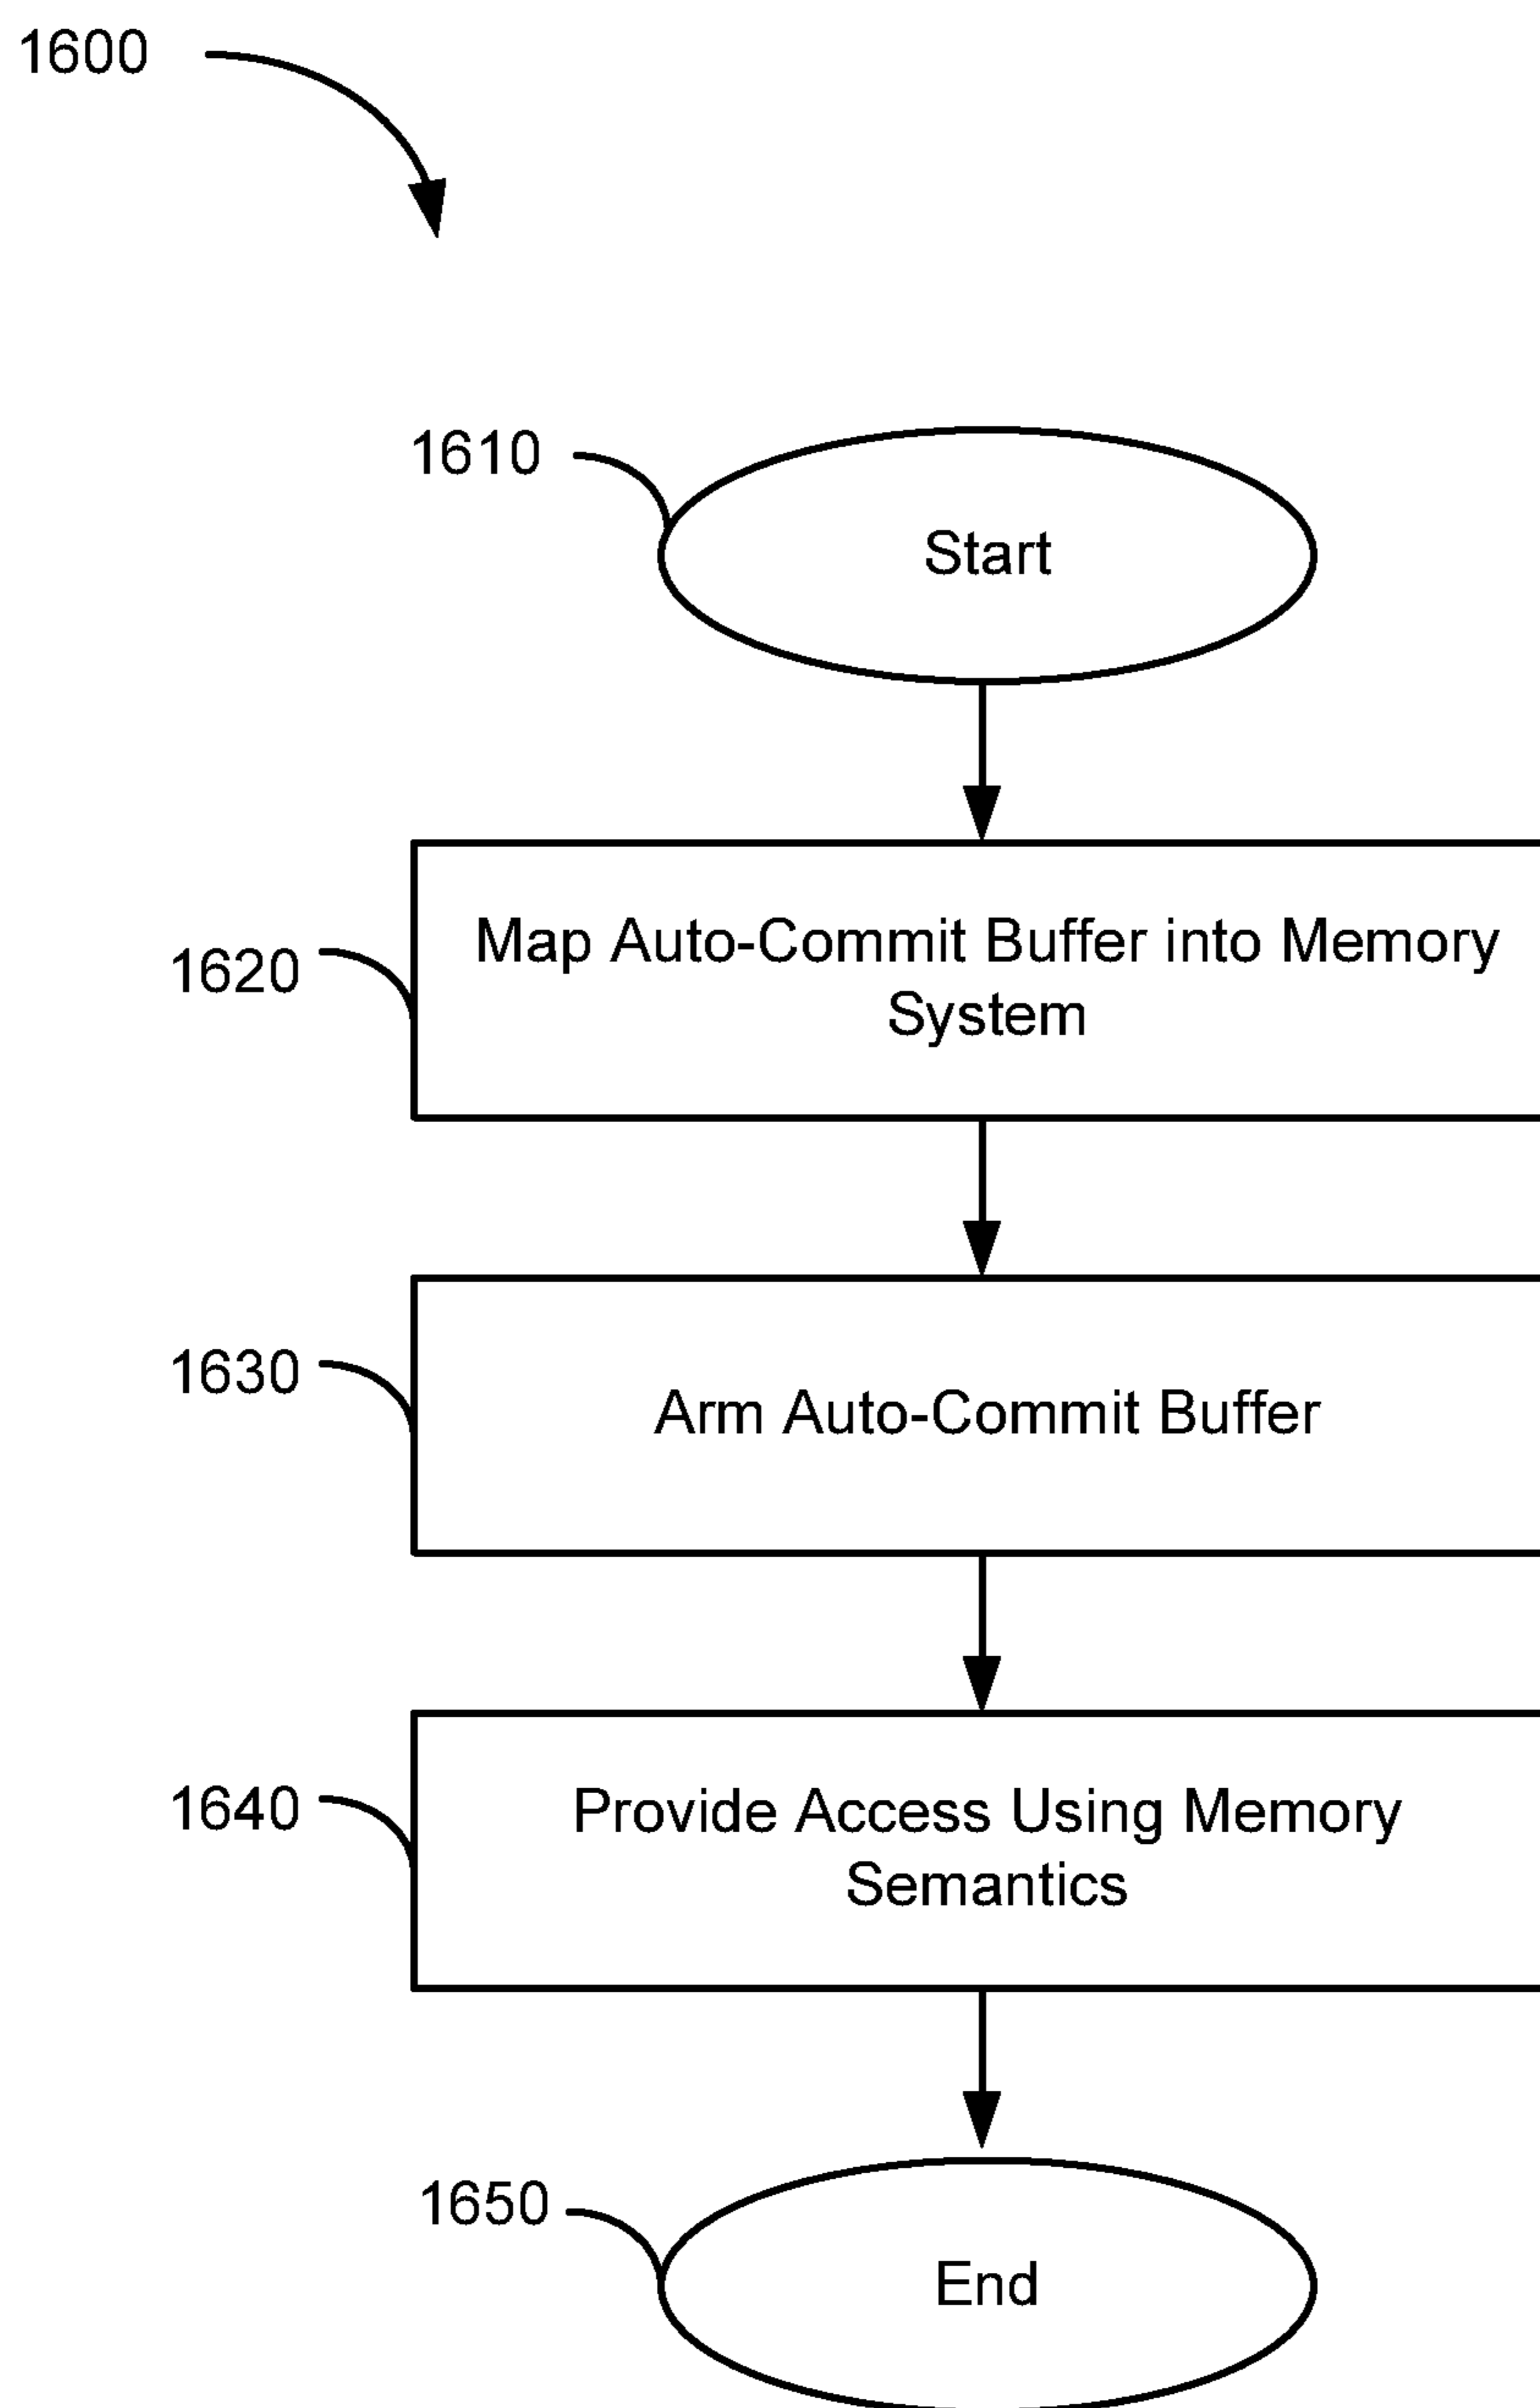 1600
1610
Start
1620
Map Auto-Commit Buffer into Memory
System
1630
Arm Auto-Commit Buffer
1640
Provide Access Using Memory
Semantics
1650
End